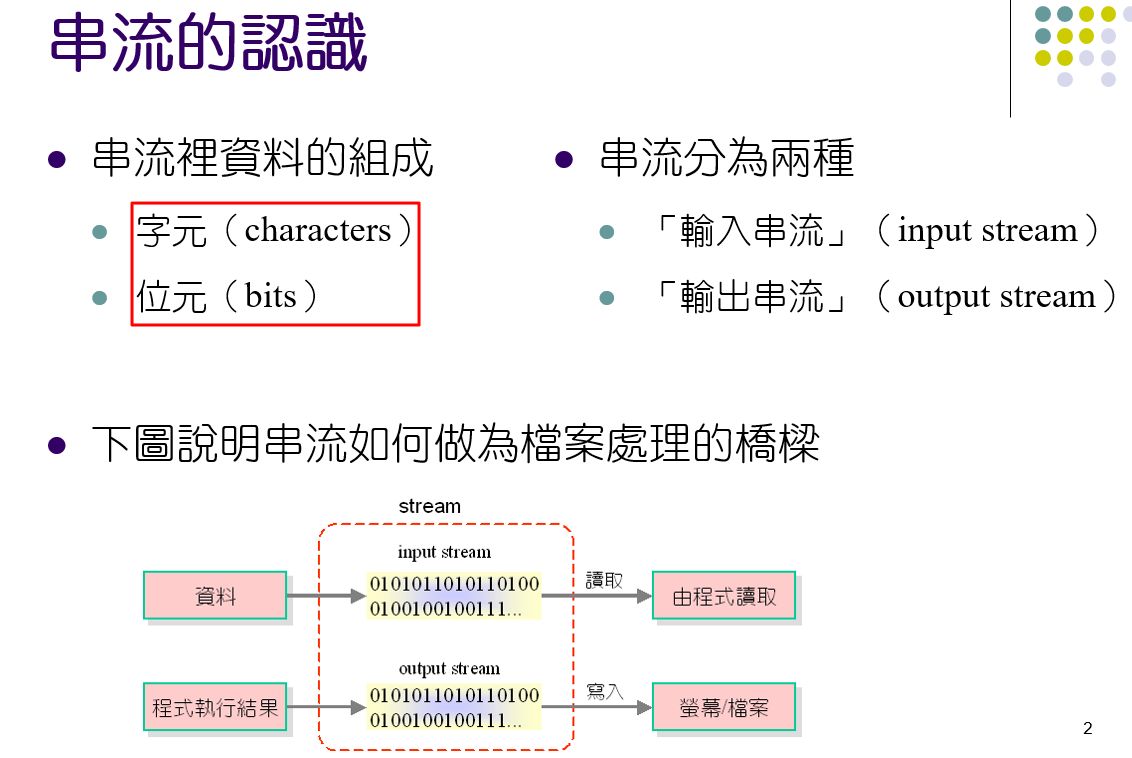 串流的認識
串流裡資料的組成
字元（characters）
位元（bits）
串流分為兩種
「輸入串流」（input stream）
「輸出串流」（output stream）
下圖說明串流如何做為檔案處理的橋樑
stream
input stream
資料
0101011010110100
0100100100111...
讀取
由程式讀取
output stream
程式執行結果
0101011010110100
0100100100111...
寫入
螢幕/檔案
2